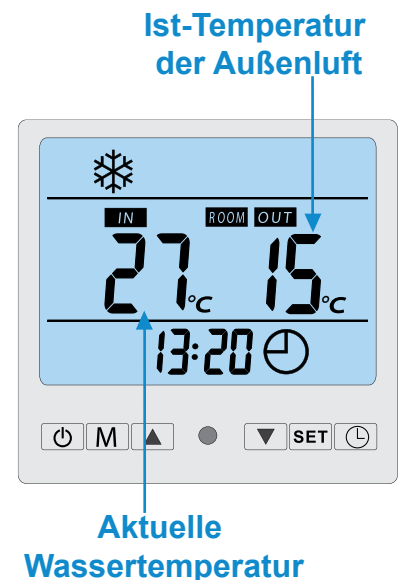 Ist-Temperatur
der Außenluft
IN ROOM OUT
27 °C 15 °C
13:20
M SET
Aktuelle
Wassertemperatur